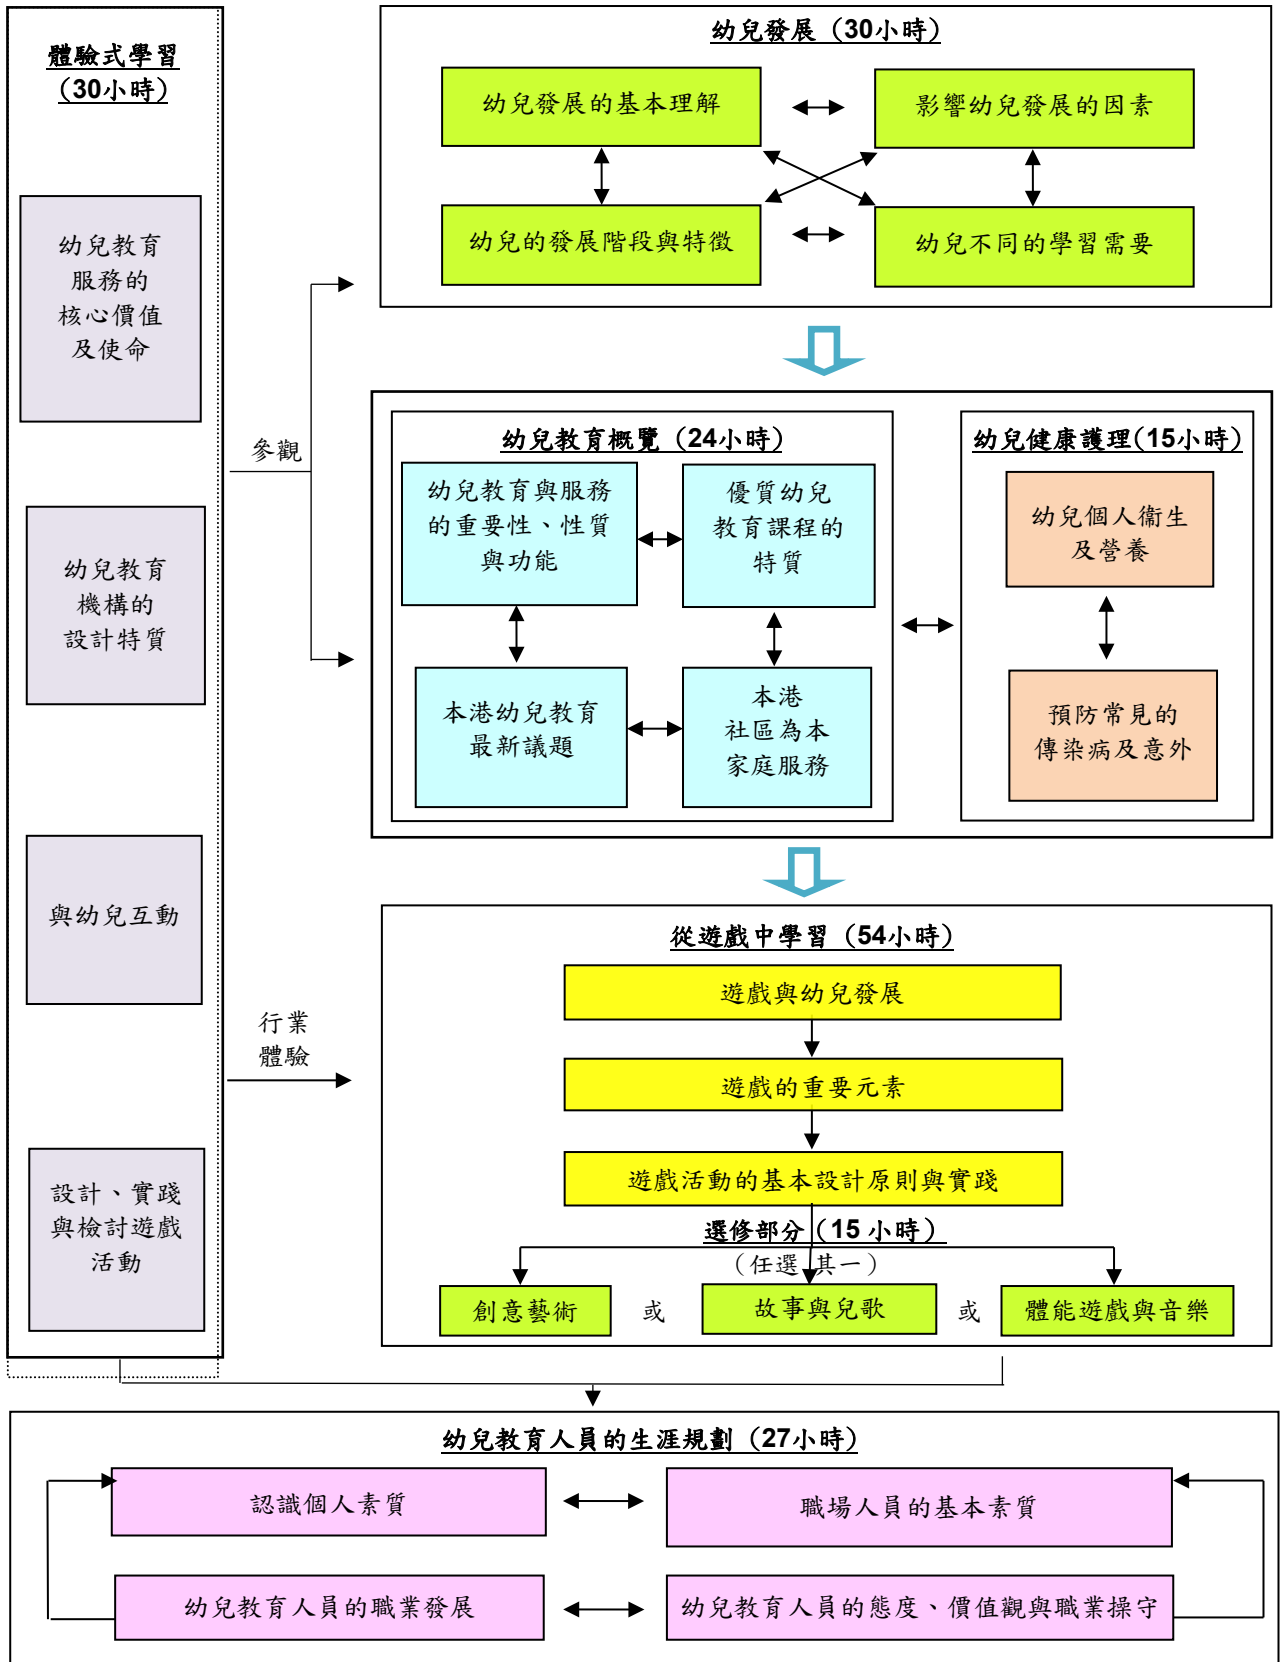 體驗式學習
（30小時）
幼兒教育
服務的
核心價值
及使命
幼兒教育
機構的
設計特質
與幼兒互動
設計、實踐
與檢討遊戲
活動
參觀
行業
體驗
幼兒發展（30小時）
幼兒發展的基本理解
影響幼兒發展的因素
幼兒的發展階段與特徵
幼兒不同的學習需要
幼兒教育概覽（24小時）
幼兒教育與服務
的重要性、性質
與功能
優質幼兒
教育課程的
特質
本港幼兒教育
最新議題
本港
社區為本
家庭服務
幼兒健康護理（15小時）
幼兒個人衞生
及營養
預防常見的
傳染病及意外
從遊戲中學習（54小時）
遊戲與幼兒發展
遊戲的重要元素
遊戲活動的基本設計原則與實踐
選修部分（15 小時）
（任選其一）
創意藝術
或
故事與兒歌
或
體能遊戲與音樂
幼兒教育人員的生涯規劃（27小時）
認識個人素質
職場人員的基本素質
幼兒教育人員的職業發展
幼兒教育人員的態度、價值觀與職業操守